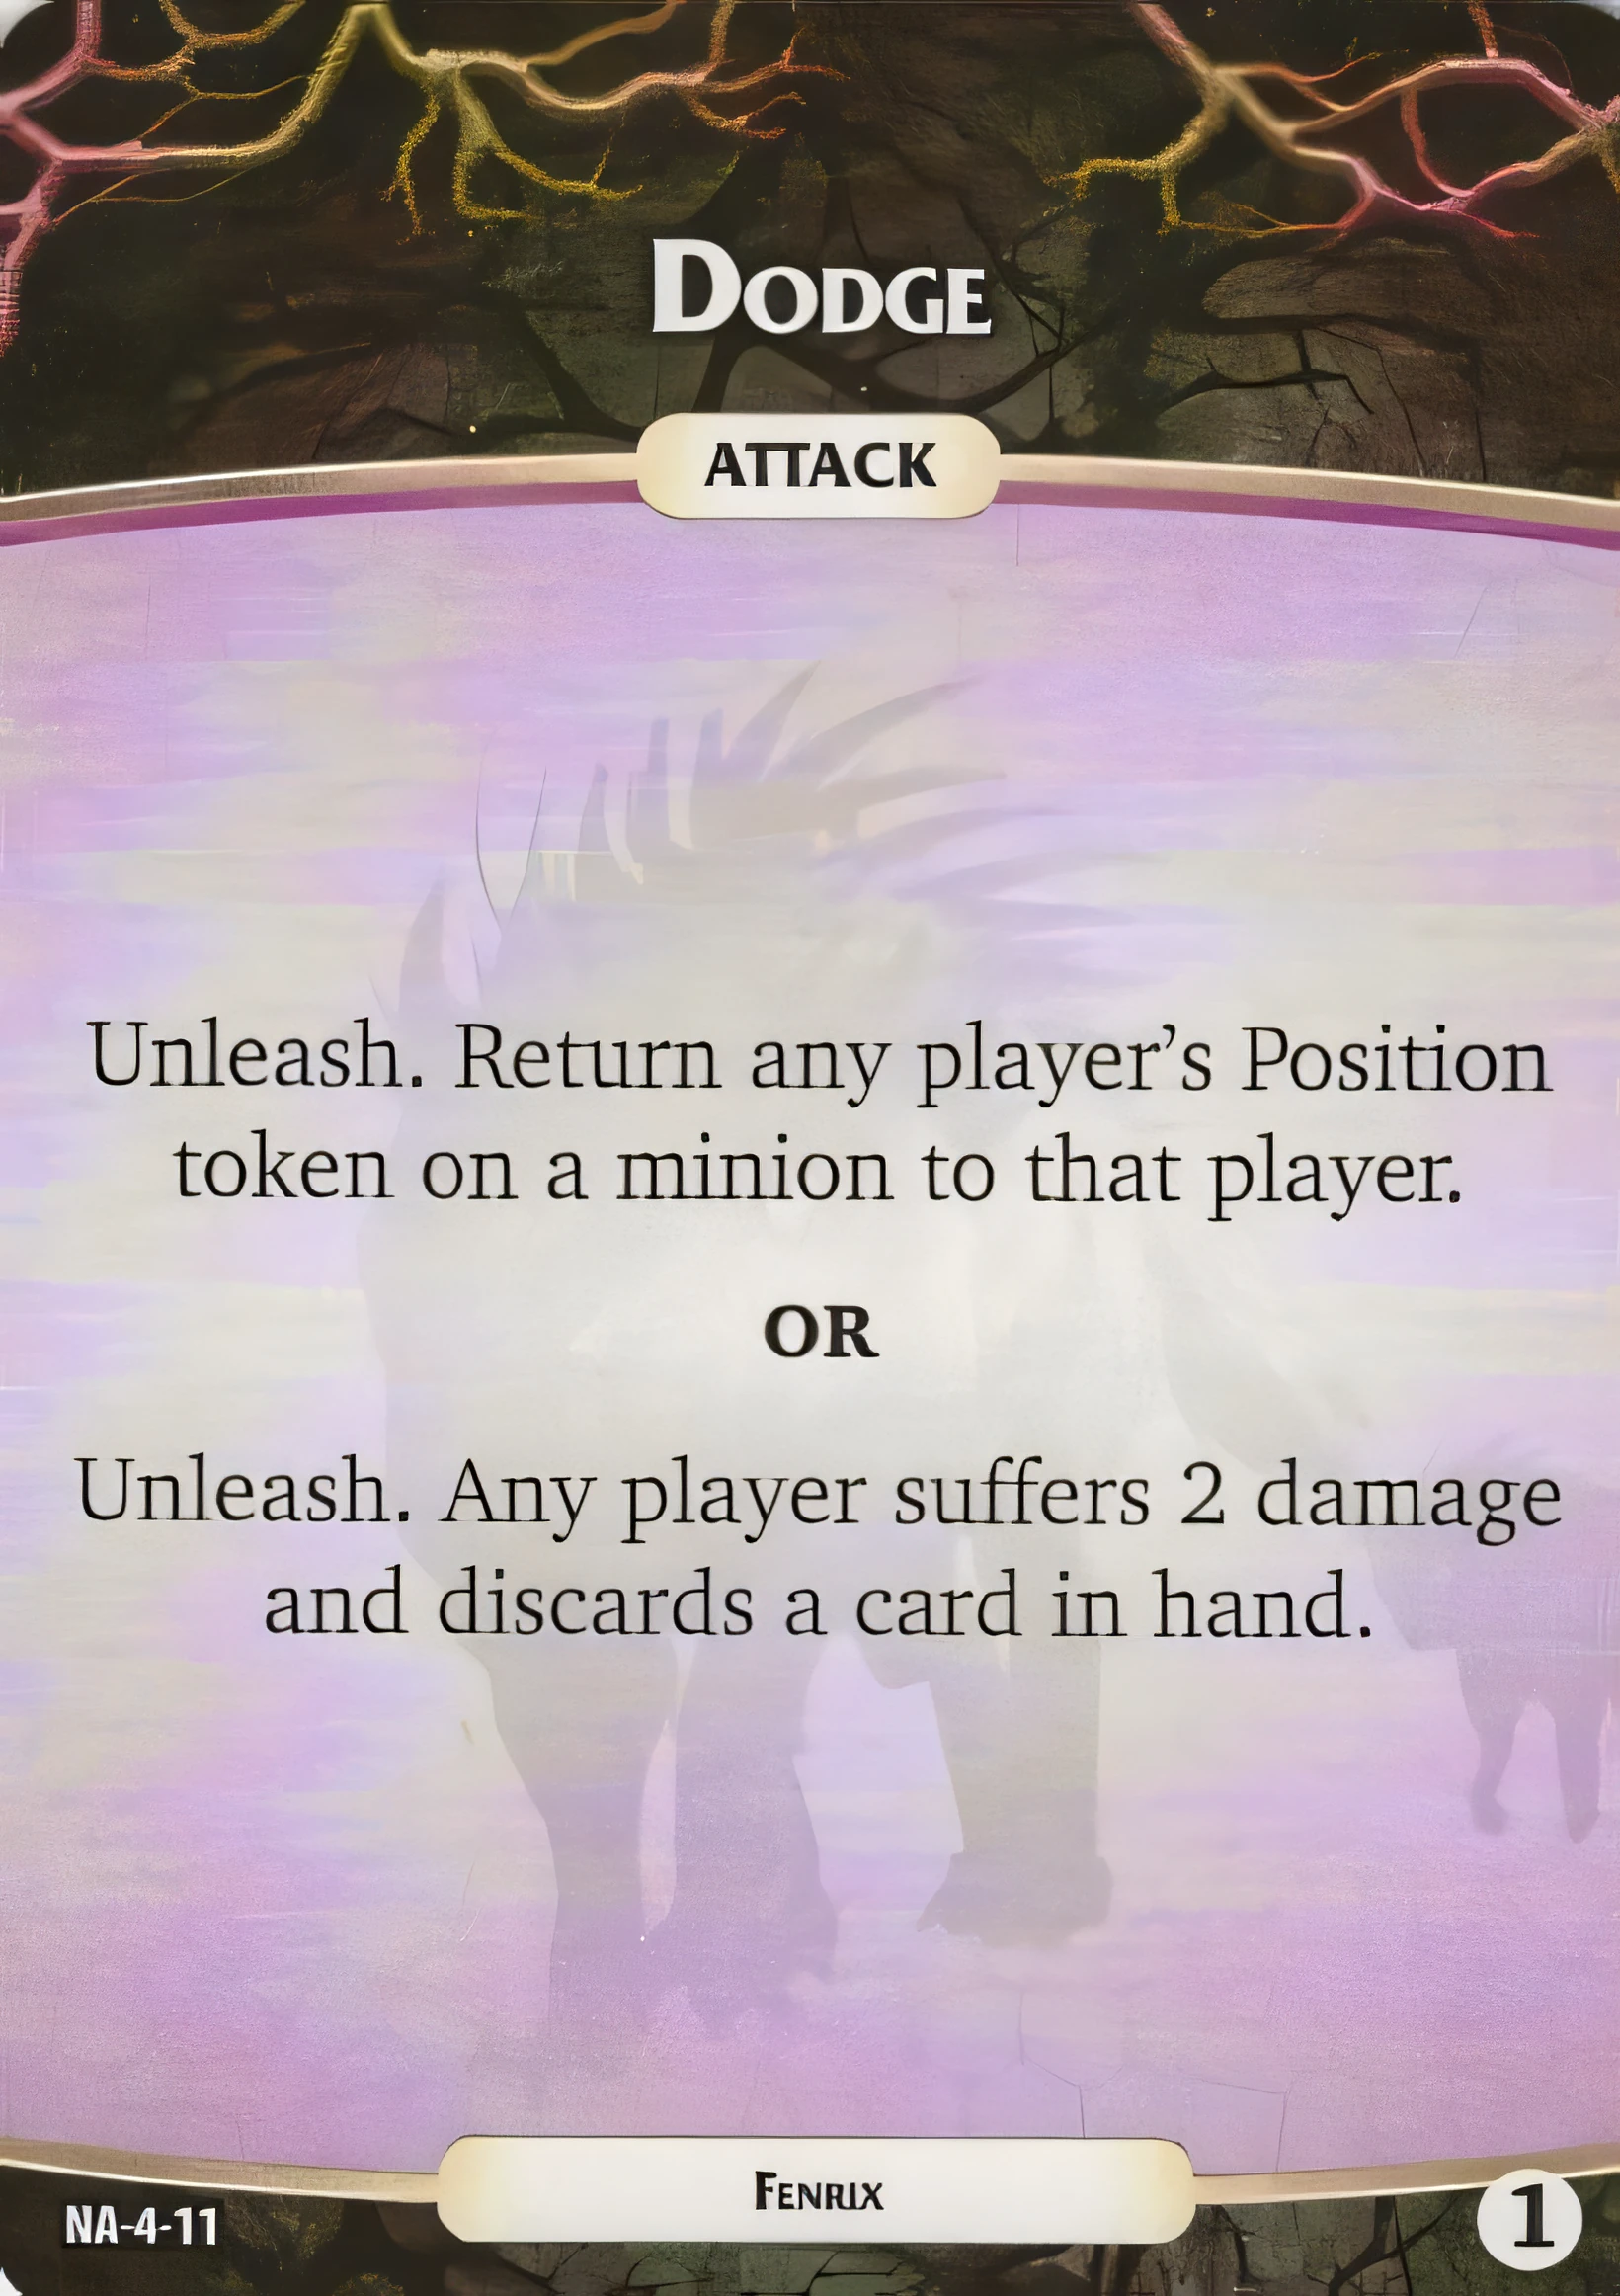 Dodge
ATTACK
Unleash. Return any player’s Position
token on a minion to that player.
OR
Unleash. Any player suffers 2 damage
and discards a card in hand.
Fenrix
NA-4-11
1